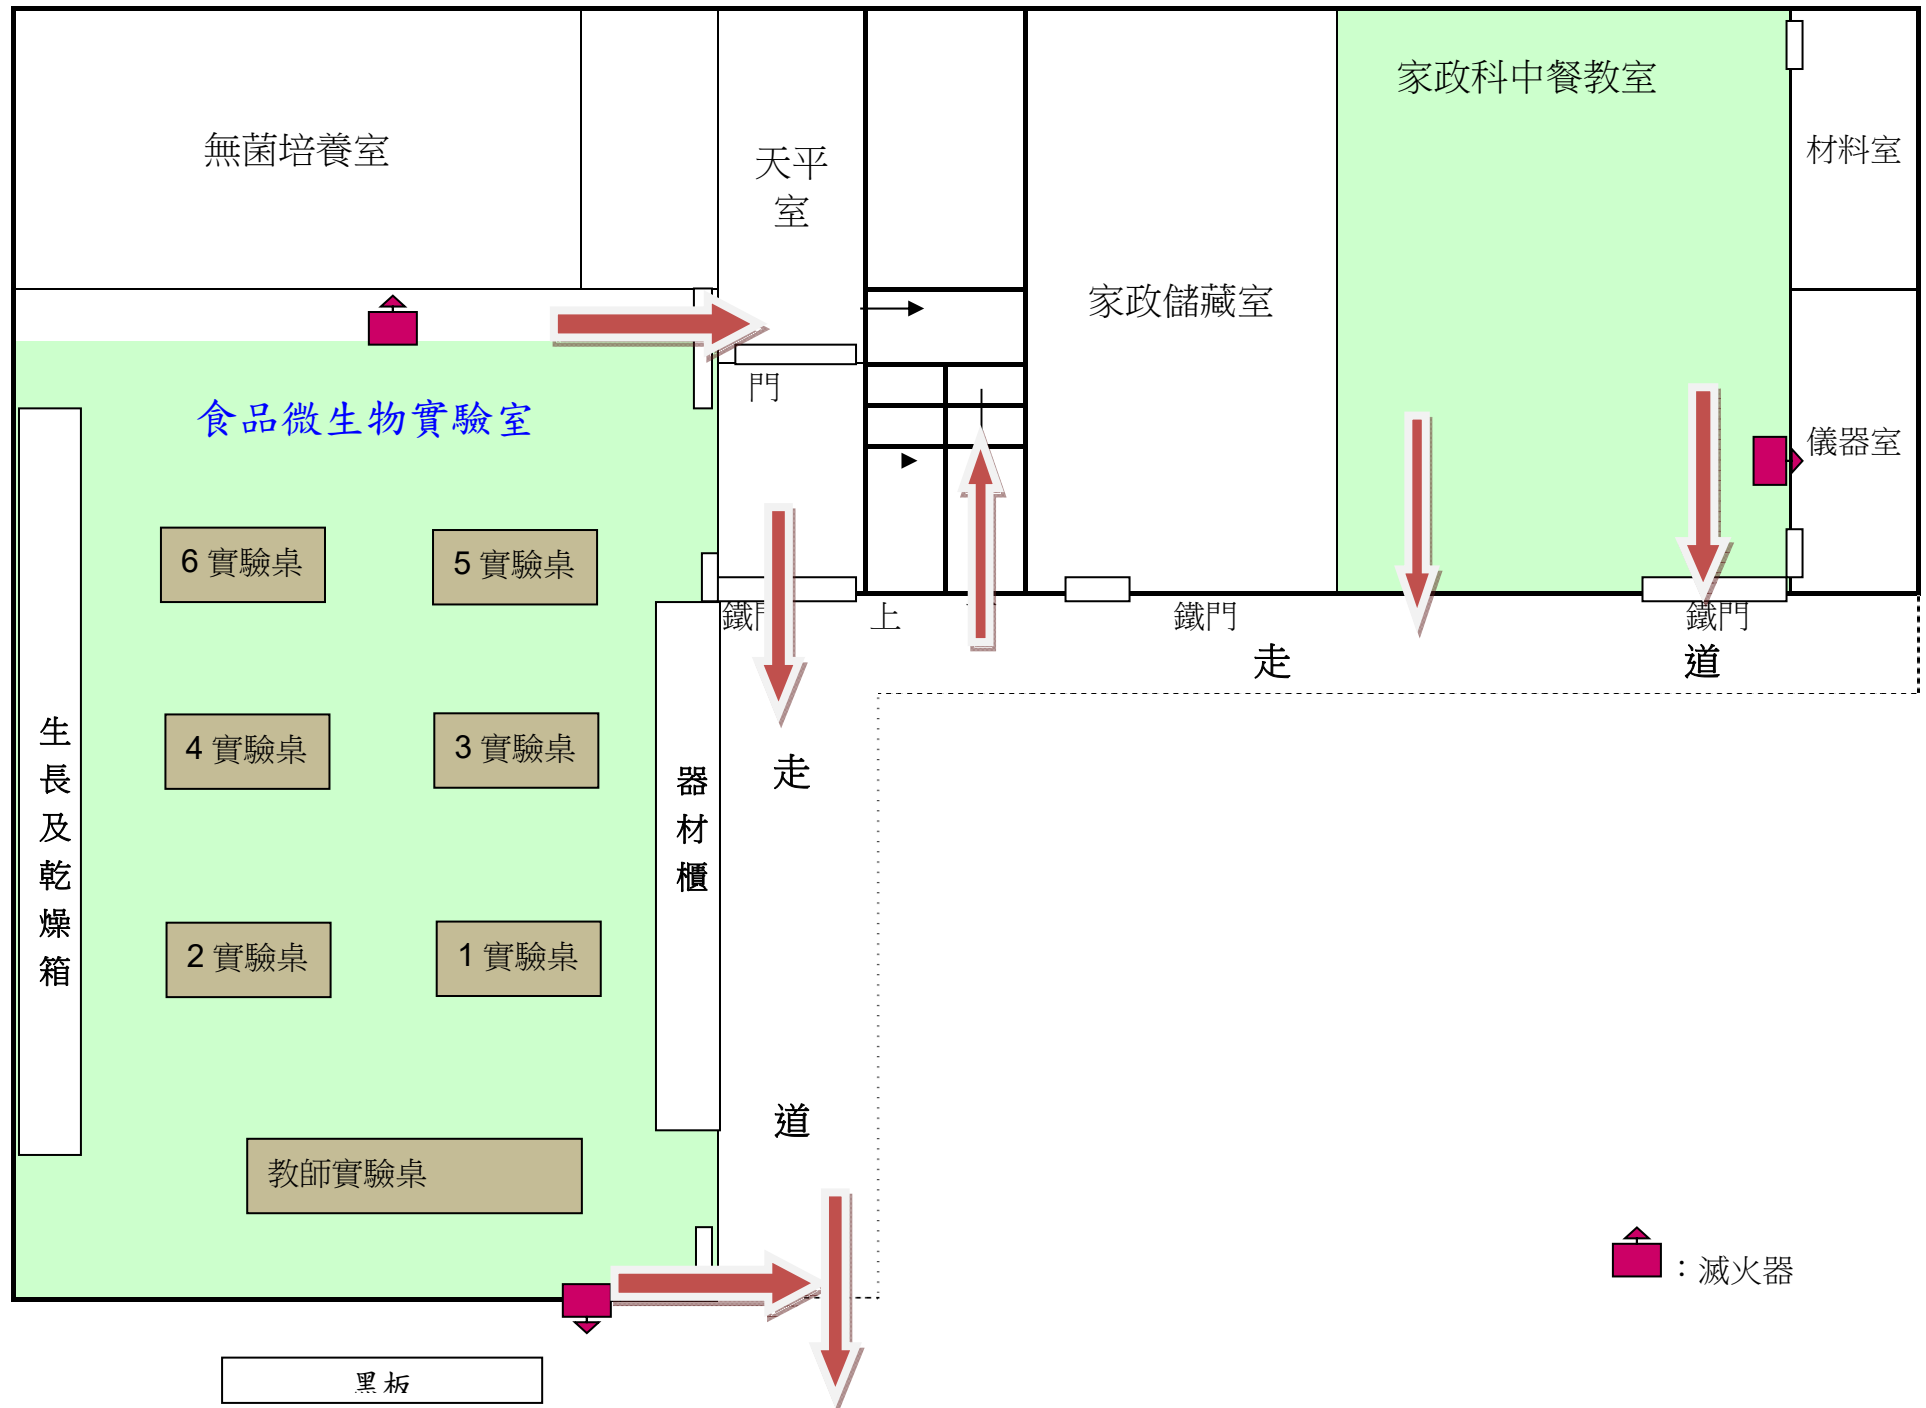 家政科中餐教室
無菌培養室
天平
室
材料室
家政儲藏室
門
食品微生物實驗室
儀器室
6 實驗桌
5 實驗桌
鐵門
上
鐵門
鐵門
走
道
4 實驗桌
3 實驗桌
生長及乾燥箱
器材櫃
走
道
2 實驗桌
1 實驗桌
教師實驗桌
：滅火器
黑板